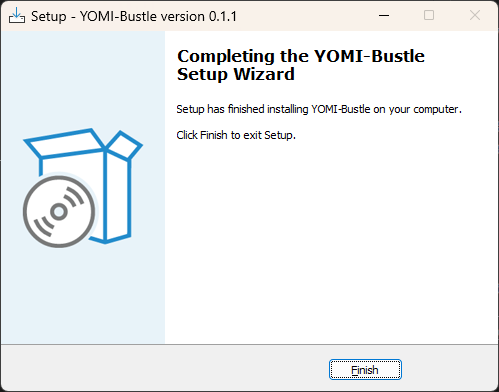 Setup - YOMI-Bustle version 0.1.1
Completing the YOMI-Bustle
Setup Wizard
Setup has finished installing YOMI-Bustle on your computer.
Click Finish to exit Setup.
Finish